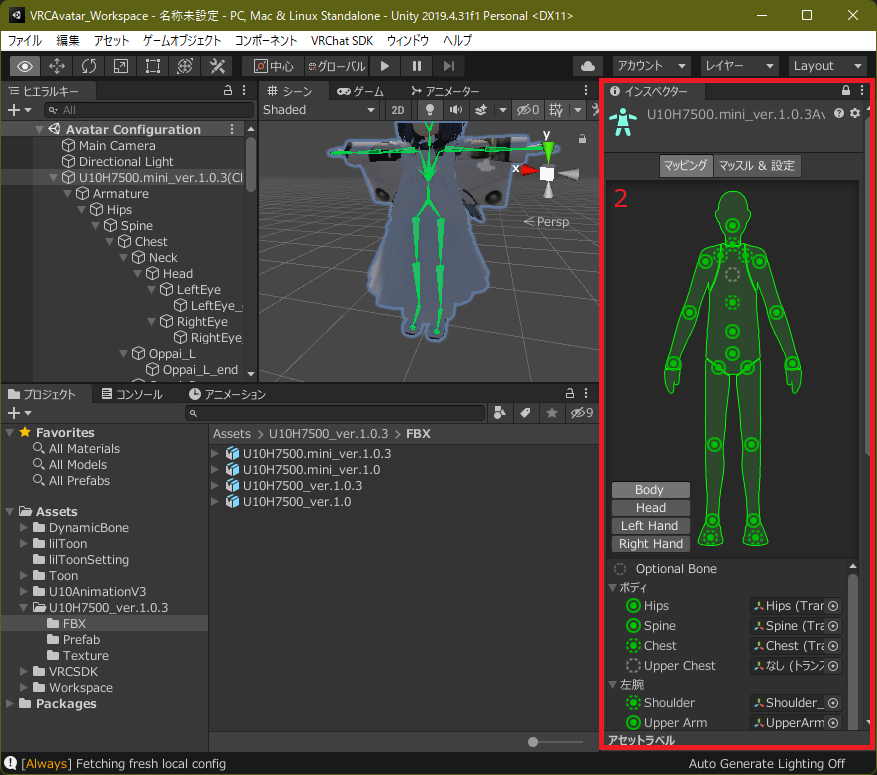 VRCAvatar_Workspace - 名称未設定 - PC, Mac & Linux Standalone - Unity 2019.4.31f1 Personal <DX11>
ファイル 編集 アセット ゲームオブジェクト コンポーネント VRChat SDK ウィンドウ ヘルプ
中心 グローバル アカウント レイヤー Layout
ヒエラルキー
All
Avatar Configuration
Main Camera
Directional Light
U10H7500.mini_ver.1.0.3(Cl
Armature
Hips
Spine
Chest
Neck
Head
LeftEye
LeftEye_
RightEye
RightEye_
Oppai_L
Oppai_L_end
シーン ゲーム アニメーター
Shaded 2D 0
y
x
Persp
インスペクター
U10H7500.mini_ver.1.0.3Av
マッピング マッスル & 設定
2
Body
Head
Left Hand
Right Hand
Optional Bone
ボディ
Hips Hips (Tran
Spine Spine (Tra
Chest Chest (Tra
Upper Chest なし (トランス
左腕
Shoulder Shoulder_
Upper Arm UpperArm
アセットラベル
プロジェクト コンソール アニメーション
9
Favorites
All Materials
All Models
All Prefabs
Assets
DynamicBone
lilToon
lilToonSetting
Toon
U10AnimationV3
U10H7500_ver.1.0.3
FBX
Prefab
Texture
VRCSDK
Workspace
Packages
Assets > U10H7500_ver.1.0.3 > FBX
U10H7500.mini_ver.1.0.3
U10H7500.mini_ver.1.0
U10H7500_ver.1.0.3
U10H7500_ver.1.0
[Always] Fetching fresh local config
Auto Generate Lighting Off